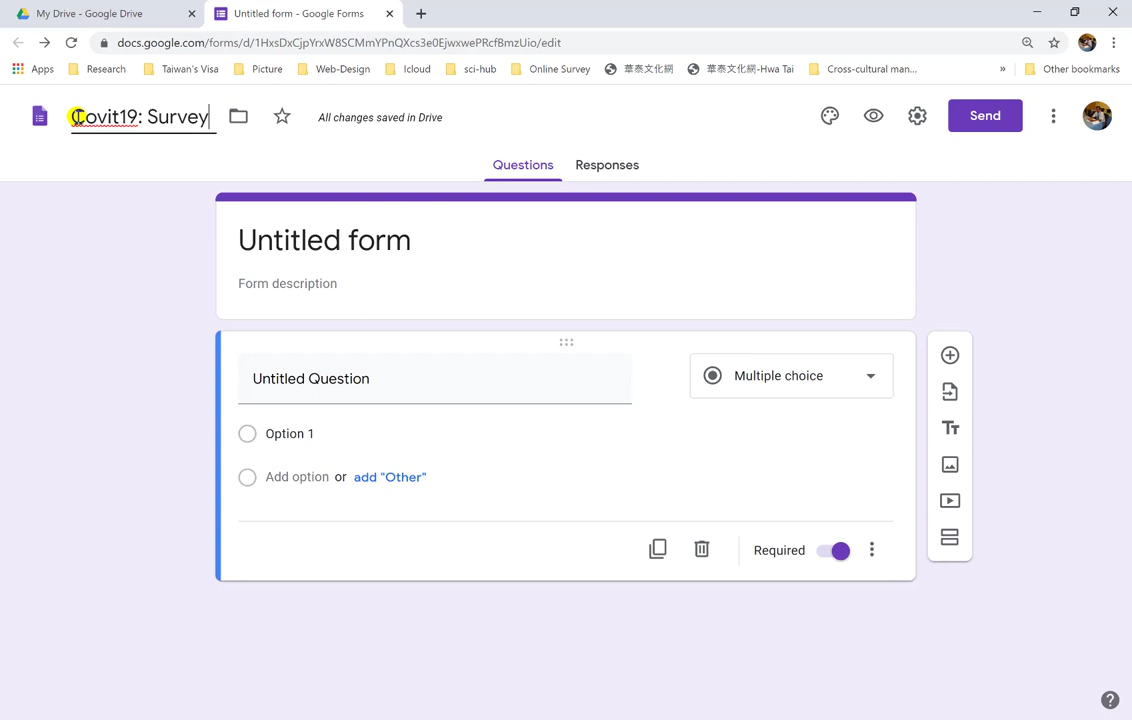 My Drive - Google Drive
Untitled form - Google Forms
docs.google.com/forms/d/1HxsDxCjpYrxW8SCMmYPnQXcs3e0EjwxwePRcfBmzUio/edit
Apps
Research
Taiwan's Visa
Picture
Web-Design
Icloud
sci-hub
Online Survey
華泰文化網
華泰文化網-Hwa Tai
Cross-cultural man...
»
Other bookmarks
Covit19: Survey
All changes saved in Drive
Send
Questions
Responses
Untitled form
Form description
Untitled Question
Multiple choice
Option 1
Add option or add "Other"
Tт
Required